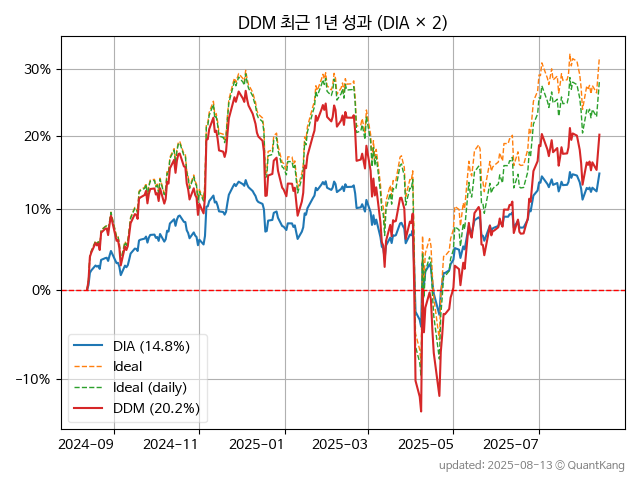 DDM 최근 1년 성과 (DIA × 2)
30%
20%
10%
0%
−10%
DIA (14.8%)
Ideal
Ideal (daily)
DDM (20.2%)
2024-09
2024-11
2025-01
2025-03
2025-05
2025-07
updated: 2025-08-13 ⓒ QuantKang